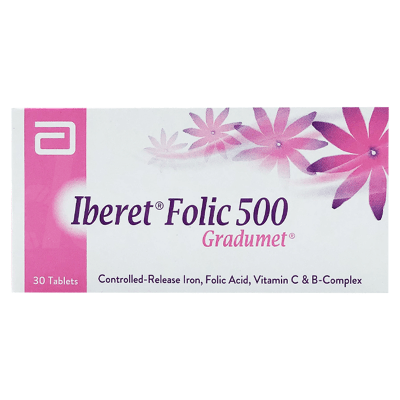 Iberet® Folic 500
Gradumet®
30 Tablets
Controlled-Release Iron, Folic Acid, Vitamin C & B-Complex